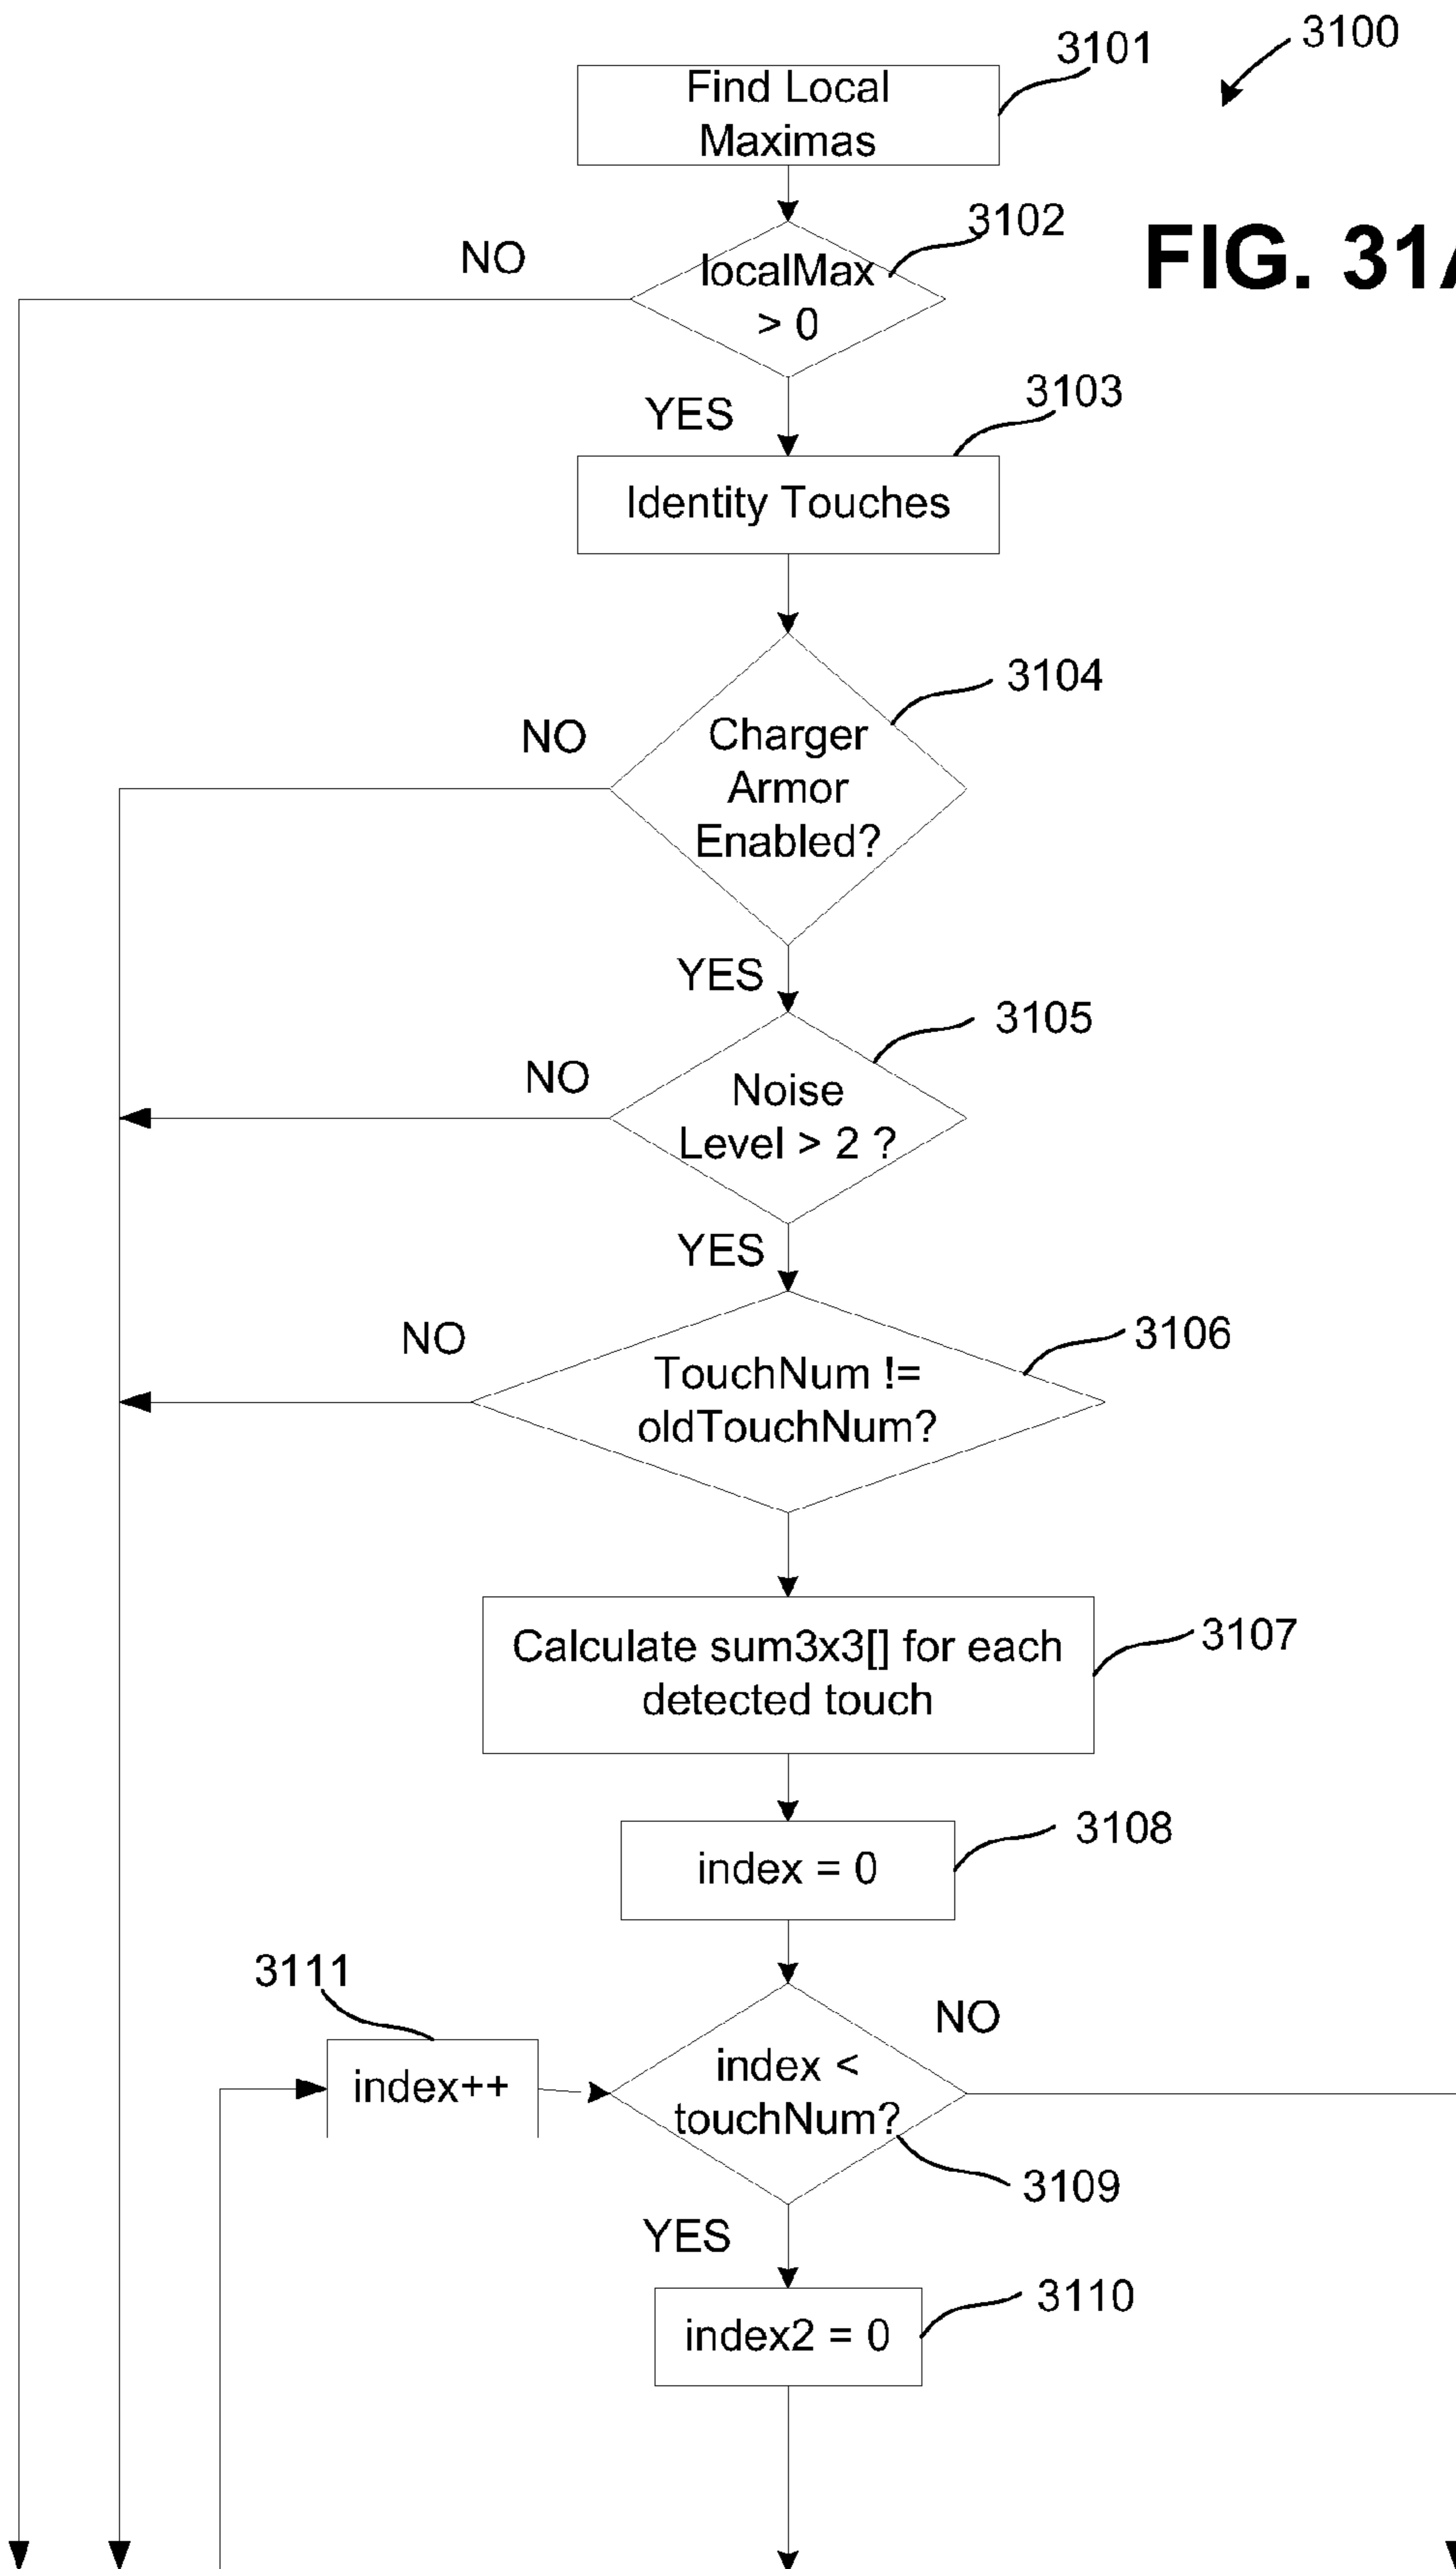 3100
3101
Find Local
Maximas
3102
NO
FIG. 31A
localMax
> 0
YES
3103
Identity Touches
3104
NO
Charger
Armor
Enabled?
YES
3105
NO
Noise
Level > 2 ?
YES
3106
NO
TouchNum !=
oldTouchNum?
3107
Calculate sum3x3[] for each
detected touch
3108
index = 0
3111
NO
index++
index <
touchNum?
3109
YES
3110
index2 = 0